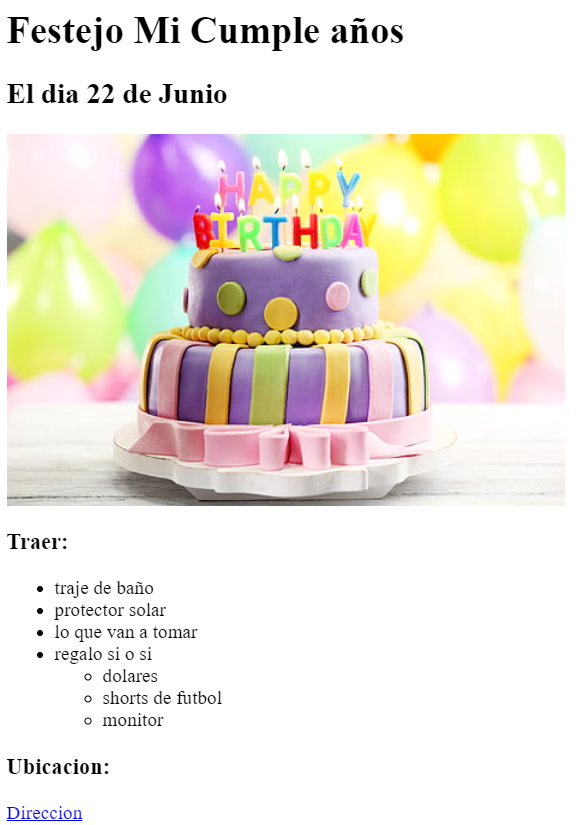 Festejo Mi Cumple años
El dia 22 de Junio
HAPPY
BIRTHDAY
Traer:
traje de baño
protector solar
lo que van a tomar
regalo si o si
dolares
shorts de futbol
monitor
Ubicacion:
Direccion